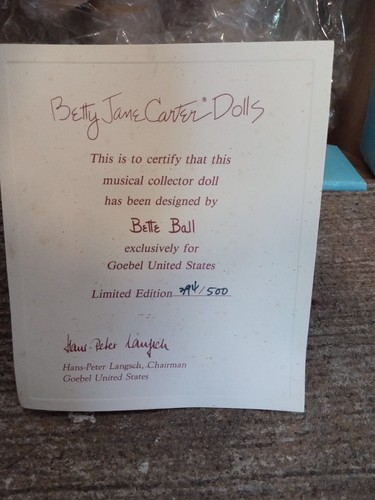 Betty Jane Carter® Dolls
This is to certify that this
musical collector doll
has been designed by
Bette Ball
exclusively for
Goebel United States
Limited Edition 394/500
Hans-Peter Langsch
Hans-Peter Langsch, Chairman
Goebel United States